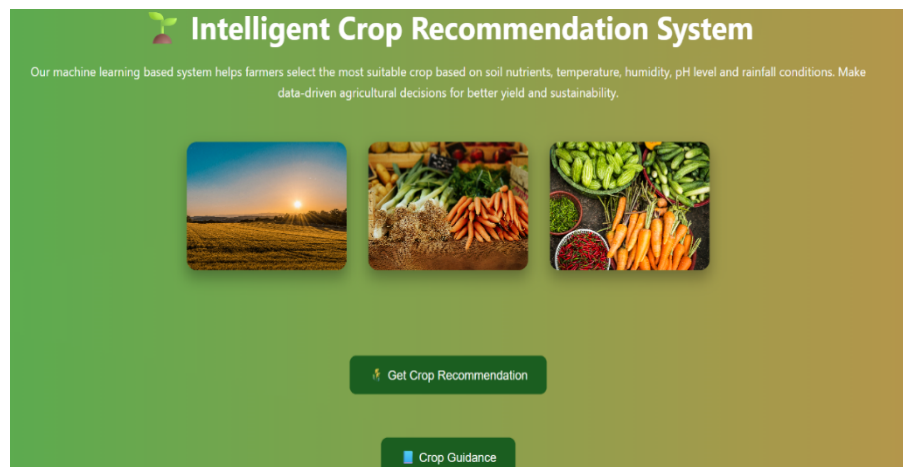 Intelligent Crop Recommendation System
Our machine learning based system helps farmers select the most suitable crop based on soil nutrients, temperature, humidity, pH level and rainfall conditions. Make
data-driven agricultural decisions for better yield and sustainability.
Get Crop Recommendation
Crop Guidance